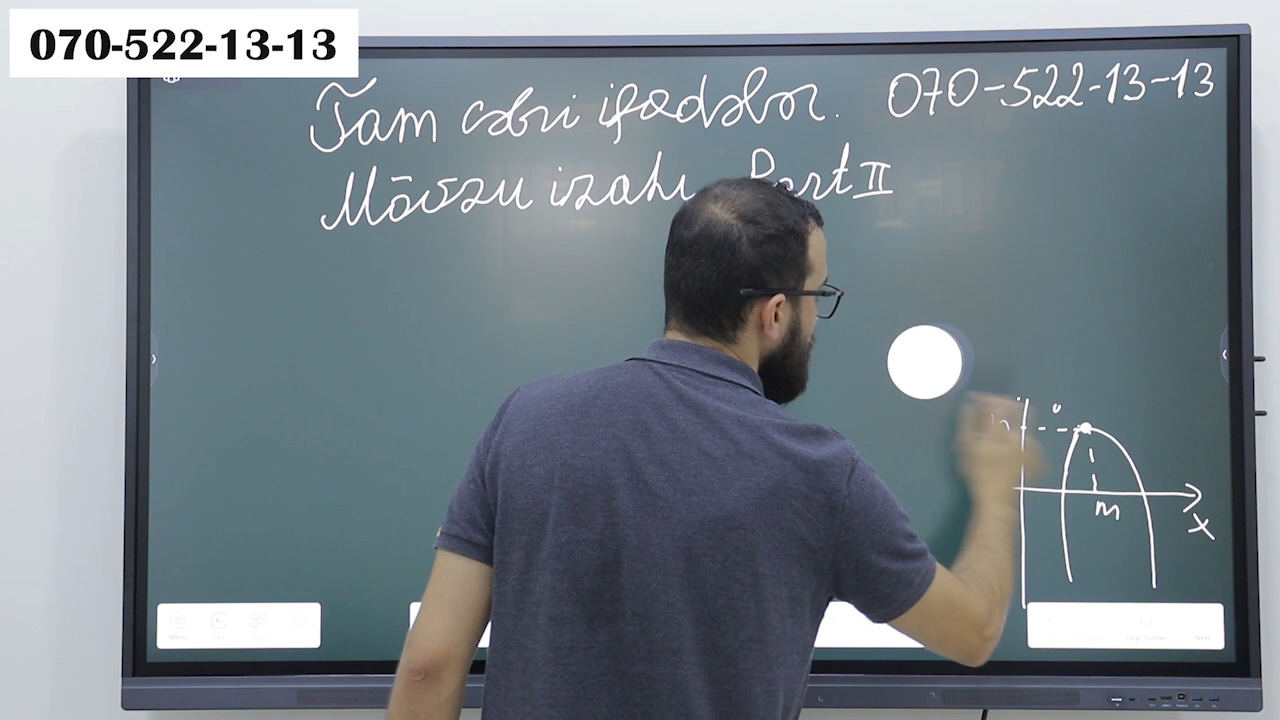 070-522-13-13
Tam cəbri ifadələr. 070-522-13-13
Mövzu izahı Part II
n
m
x